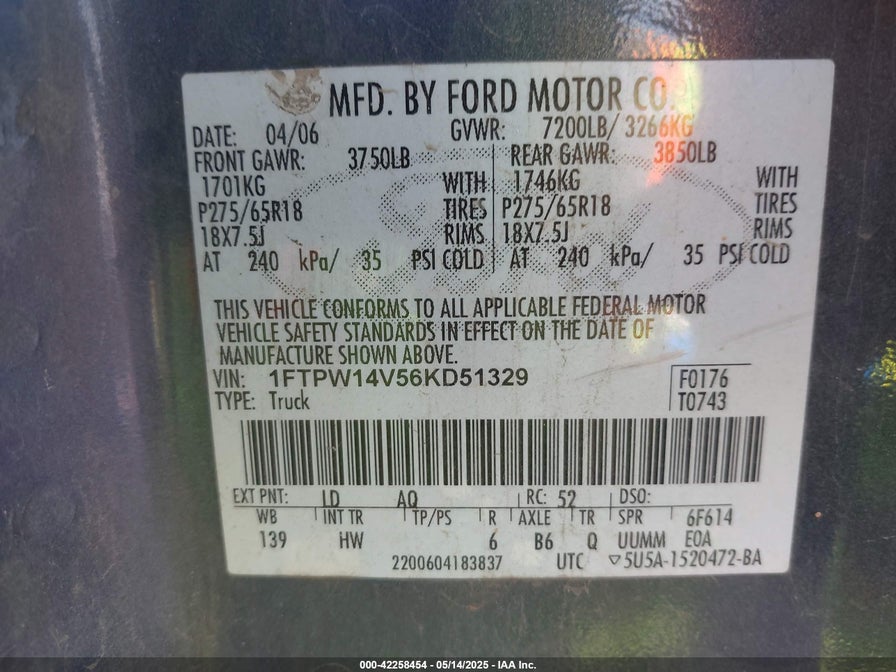 MFD. BY FORD MOTOR CO.
DATE: 04/06 GVWR: 7200LB/ 3266KG
FRONT GAWR: 3750LB REAR GAWR: 3850LB
1701KG WITH 1746KG WITH
P275/65R18 TIRES P275/65R18 TIRES
18X7.5J RIMS 18X7.5J RIMS
AT 240 kPa/ 35 PSI COLD AT 240 kPa/ 35 PSI COLD
THIS VEHICLE CONFORMS TO ALL APPLICABLE FEDERAL MOTOR
VEHICLE SAFETY STANDARDS IN EFFECT ON THE DATE OF
MANUFACTURE SHOWN ABOVE.
VIN: 1FTPW14V56KD51329 F0176
TYPE: Truck T0743
EXT PNT: LD AQ RC: 52 DSO:
WB INT TR TP/PS R AXLE TR SPR 6F614
139 HW 6 B6 Q UUMM EOA
2200604183837 UTC ▽5U5A-1520472-BA
000-42258454 - 05/14/2025 - IAA Inc.